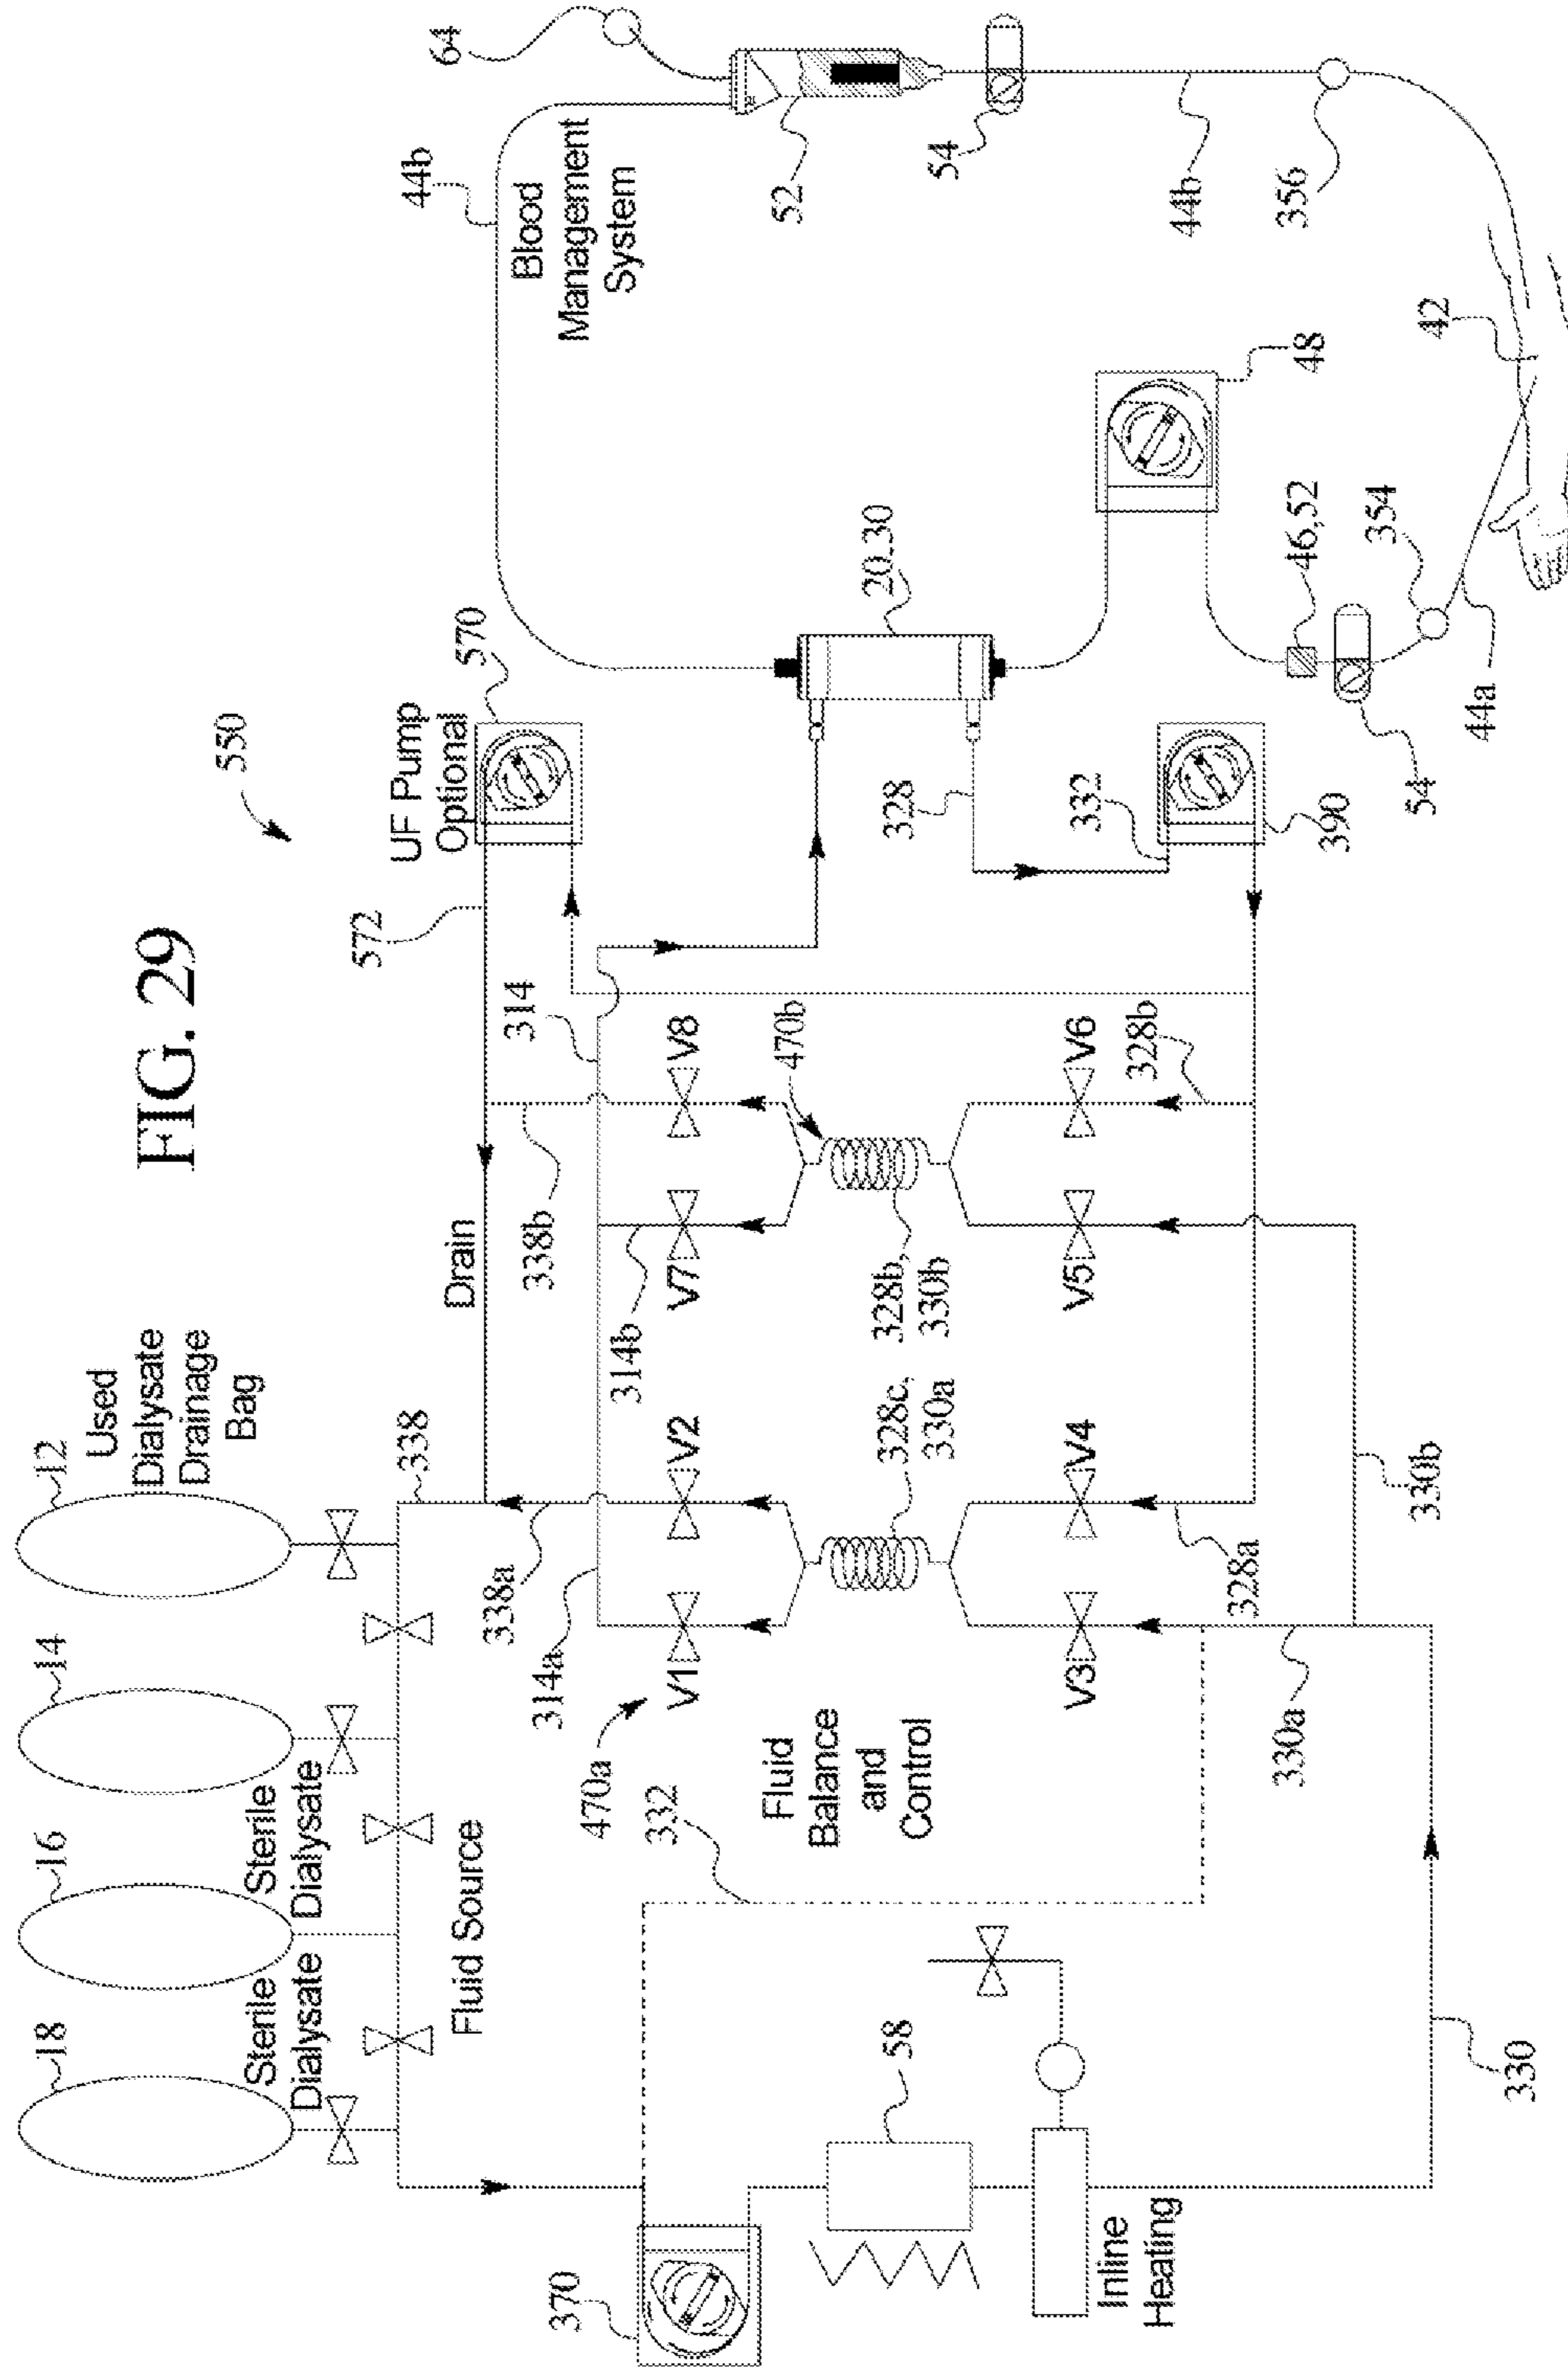 FIG. 29
550
18
16
14
12
Sterile
Dialysate
Sterile
Dialysate
Used
Dialysate
Drainage
Bag
Fluid Source
338
Drain
572
UF Pump
Optional
570
44b
64
Blood
Management
System
370
58
Inline
Heating
332
470a
Fluid
Balance
and
Control
314a
338a
314b
338b
314
V1
V2
V7
V8
470b
328c,
330a
328b,
330b
V3
V4
V5
V6
328a
328b
330a
330b
330
20.30
328
332
390
52
54
44b
48
356
46,52
354
54
44a
42